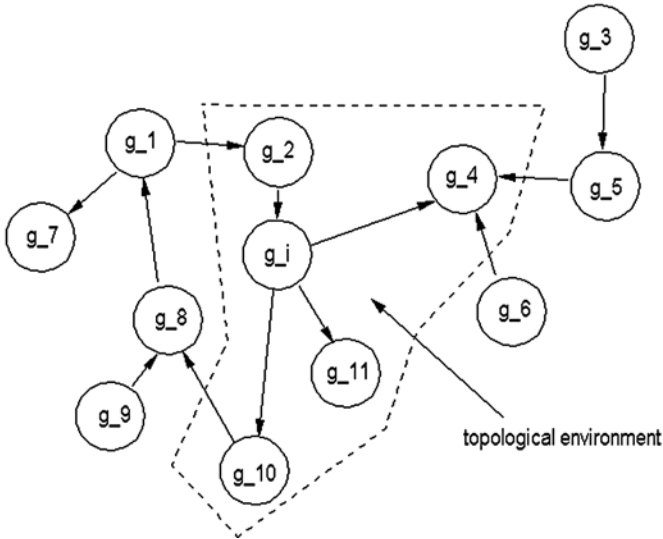 g_3
g_1
g_2
g_4
g_5
g_7
g_i
g_8
g_6
g_11
g_9
topological environment
g_10